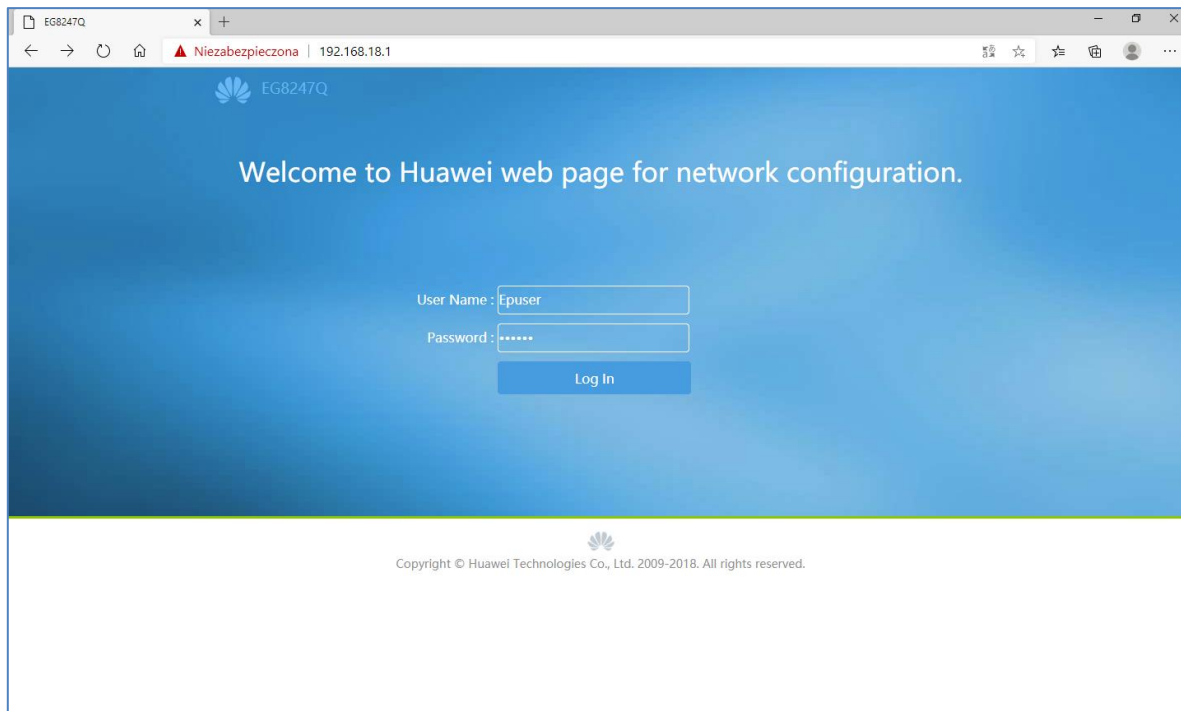 EG8247Q
Niezabezpieczona | 192.168.18.1
EG8247Q
Welcome to Huawei web page for network configuration.
User Name : Epuser
Password : ••••••
Log In
Copyright © Huawei Technologies Co., Ltd. 2009-2018. All rights reserved.